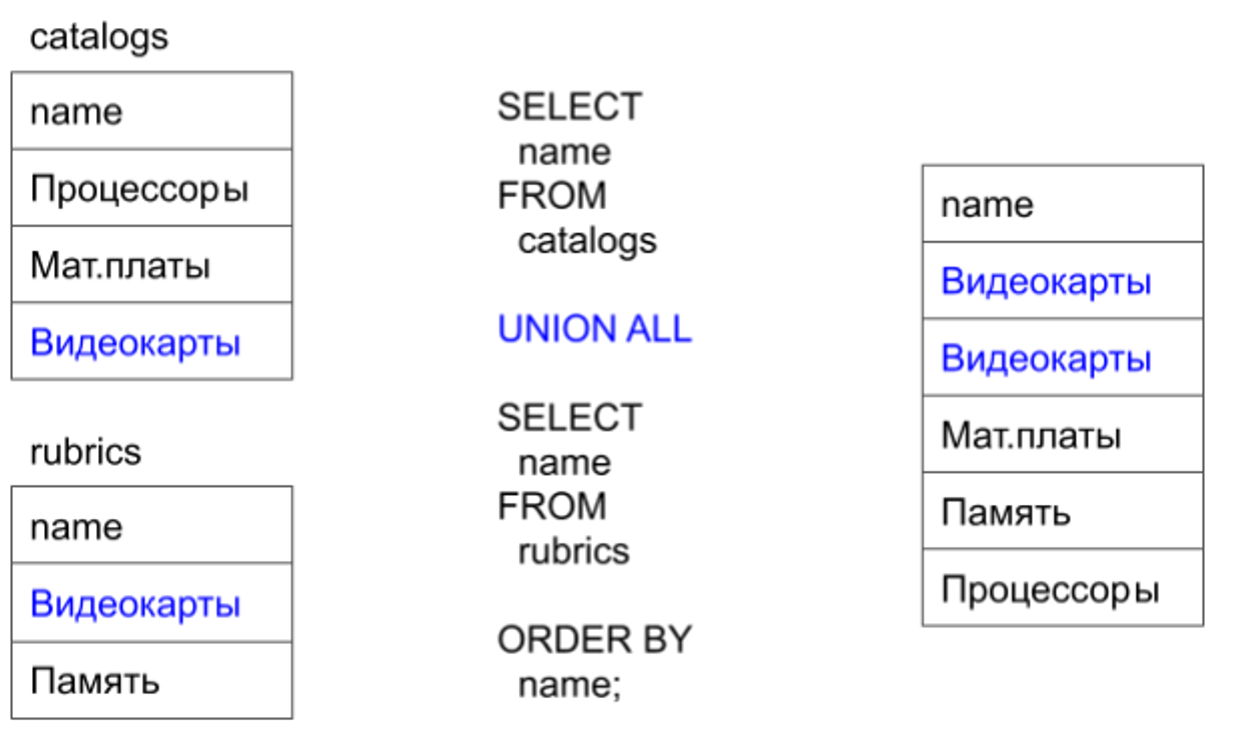 catalogs
name
Процессоры
Мат.платы
Видеокарты
rubrics
name
Видеокарты
Память
SELECT
name
FROM
catalogs
UNION ALL
SELECT
name
FROM
rubrics
ORDER BY
name;
name
Видеокарты
Видеокарты
Мат.платы
Память
Процессоры